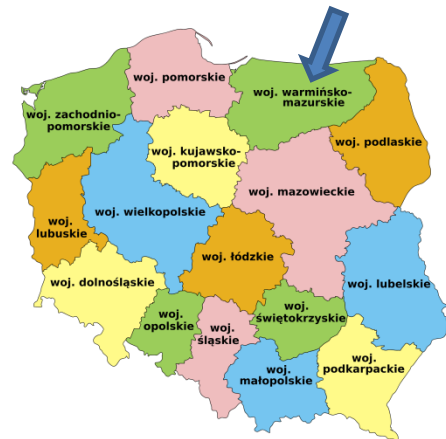 woj. pomorskie
woj. warmińsko-
mazurskie
woj. zachodnio-
pomorskie
woj. podlaskie
woj. kujawsko-
pomorskie
woj. mazowieckie
woj. wielkopolskie
woj.
lubuskie
woj. łódzkie
woj. lubelskie
woj. dolnośląskie
woj.
opolskie
woj.
śląskie
woj.
świętokrzyskie
woj.
małopolskie
woj.
podkarpackie